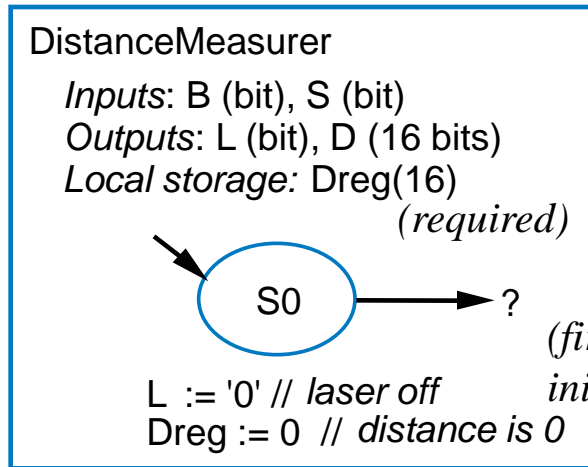 DistanceMeasurer
Inputs: B (bit), S (bit)
Outputs: L (bit), D (16 bits)
Local storage: Dreg(16)
(required)
S0
?
L := '0' // laser off
Dreg := 0 // distance is 0